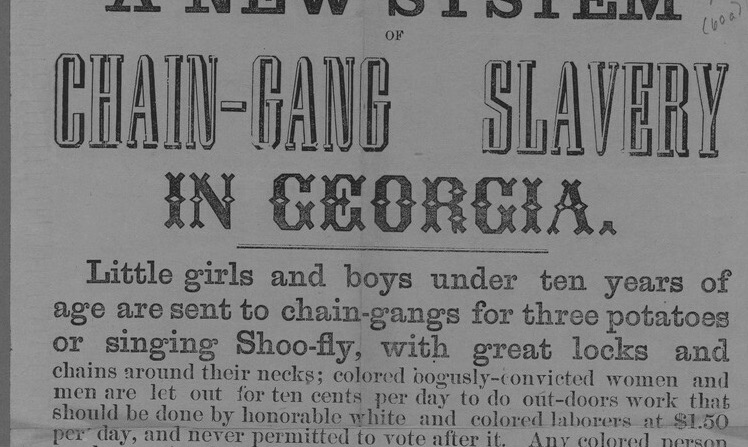 A NEW SYSTEM
(60a)
OF
CHAIN-GANG SLAVERY
IN GEORGIA.
Little girls and boys under ten years of
age are sent to chain-gangs for three potatoes
or singing Shoo-fly, with great locks and
chains around their necks; colored bogusly-convicted women and
men are let out for ten cents per day to do out-doors work that
should be done by honorable white and colored laborers at $1.50
per day, and never permitted to vote after it. Any colored person